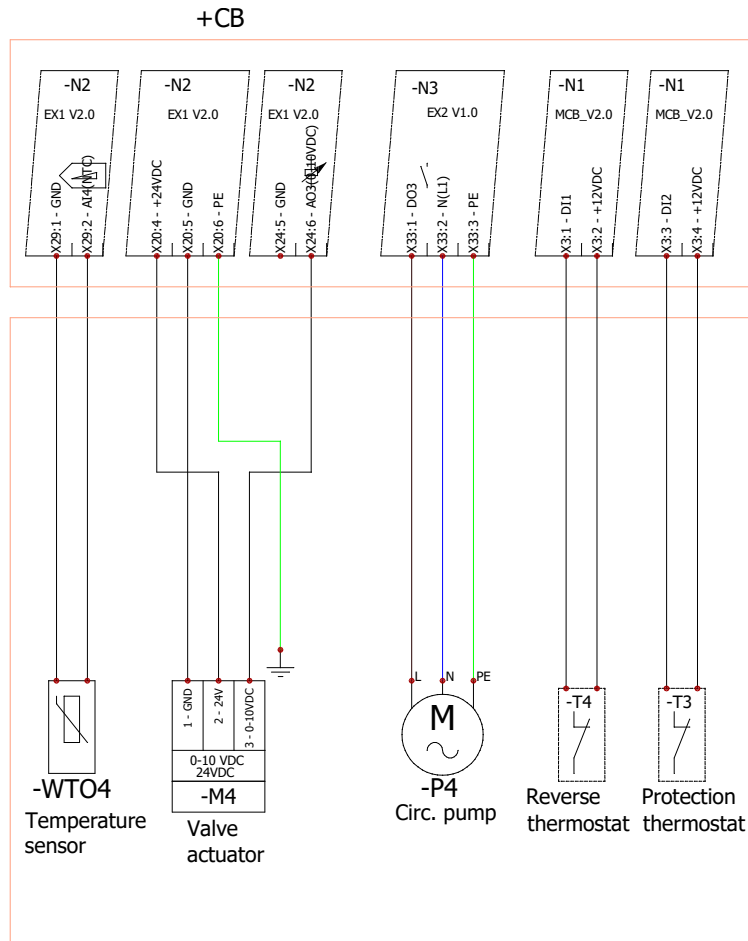 +CB
-N2
EX1 V2.0
X29:1 - GND
X29:2 - AI4(NTC)
-N2
EX1 V2.0
X20:4 - +24VDC
X20:5 - GND
X20:6 - PE
-N2
EX1 V2.0
X24:5 - GND
X24:6 - AO3(0-10VDC)
-N3
EX2 V1.0
X33:1 - DO3
X33:2 - N(L1)
X33:3 - PE
-N1
MCB_V2.0
X3:1 - DI1
X3:2 - +12VDC
-N1
MCB_V2.0
X3:3 - DI2
X3:4 - +12VDC
-WTO4
Temperature
sensor
1 - GND
2 - 24V
3 - 0-10VDC
0-10 VDC
24VDC
-M4
Valve
actuator
L
N
PE
M
-P4
Circ. pump
-T4
Reverse
thermostat
-T3
Protection
thermostat